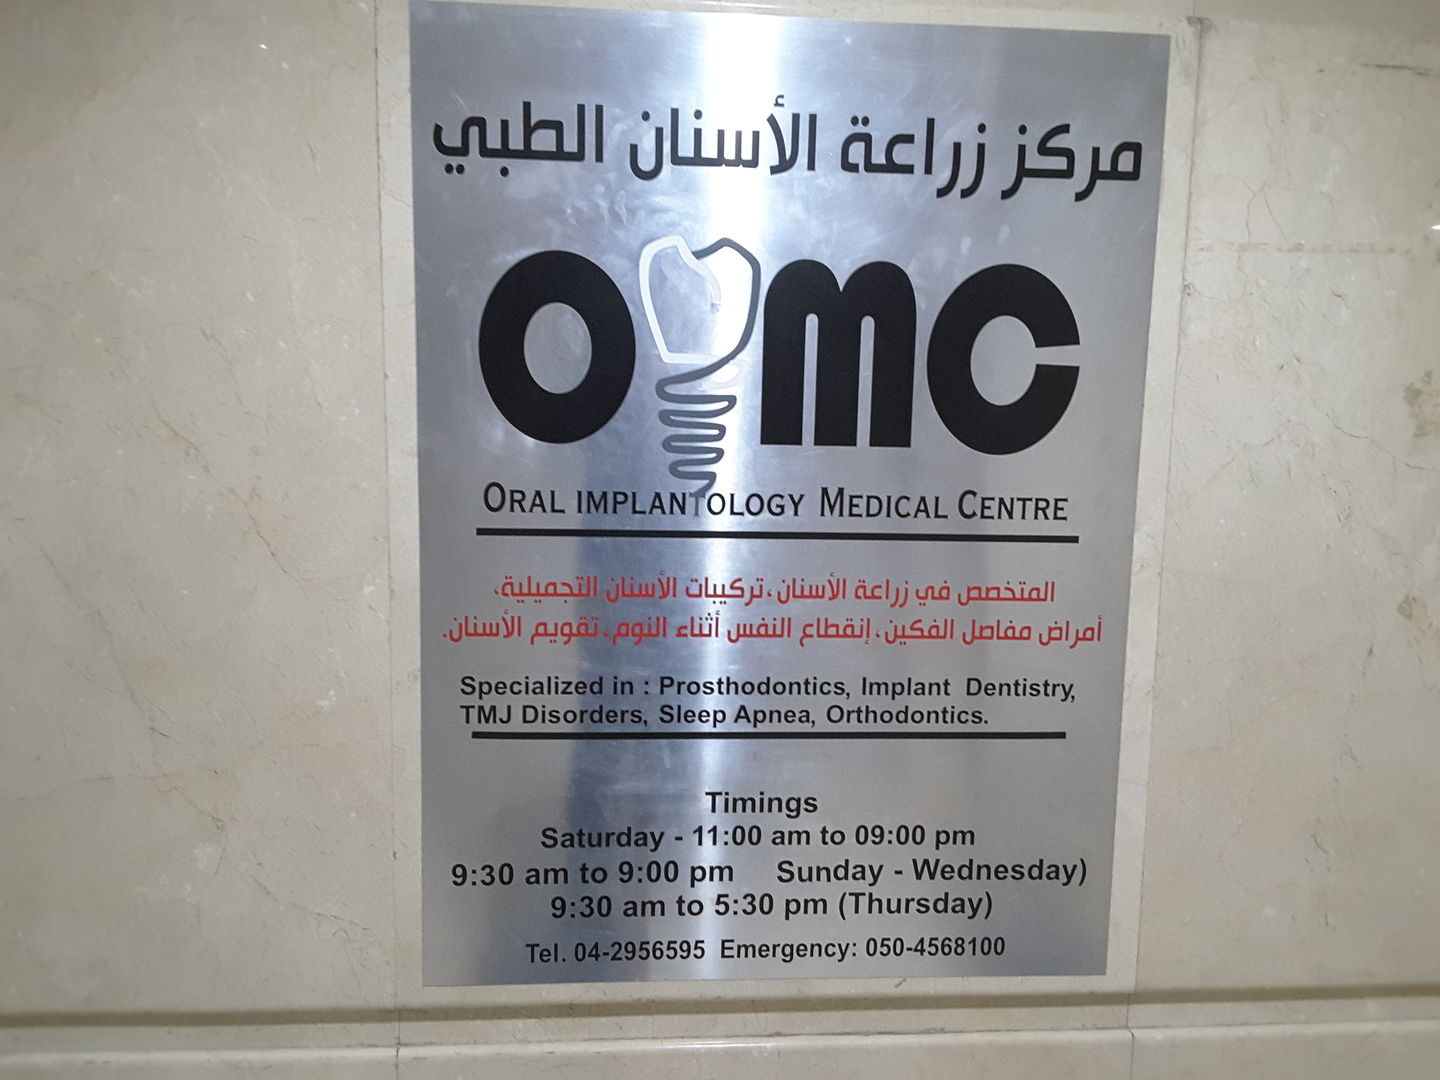 مركز زراعة الأسنان الطبي
OMC
ORAL IMPLANTOLOGY MEDICAL CENTRE
المتخصص في زراعة الأسنان، تركيبات الأسنان التجميلية،
أمراض مفاصل الفكين، إنقطاع النفس أثناء النوم، تقويم الأسنان.
Specialized in : Prosthodontics, Implant Dentistry,
TMJ Disorders, Sleep Apnea, Orthodontics.
Timings
Saturday - 11:00 am to 09:00 pm
9:30 am to 9:00 pm Sunday - Wednesday)
9:30 am to 5:30 pm (Thursday)
Tel. 04-2956595 Emergency: 050-4568100